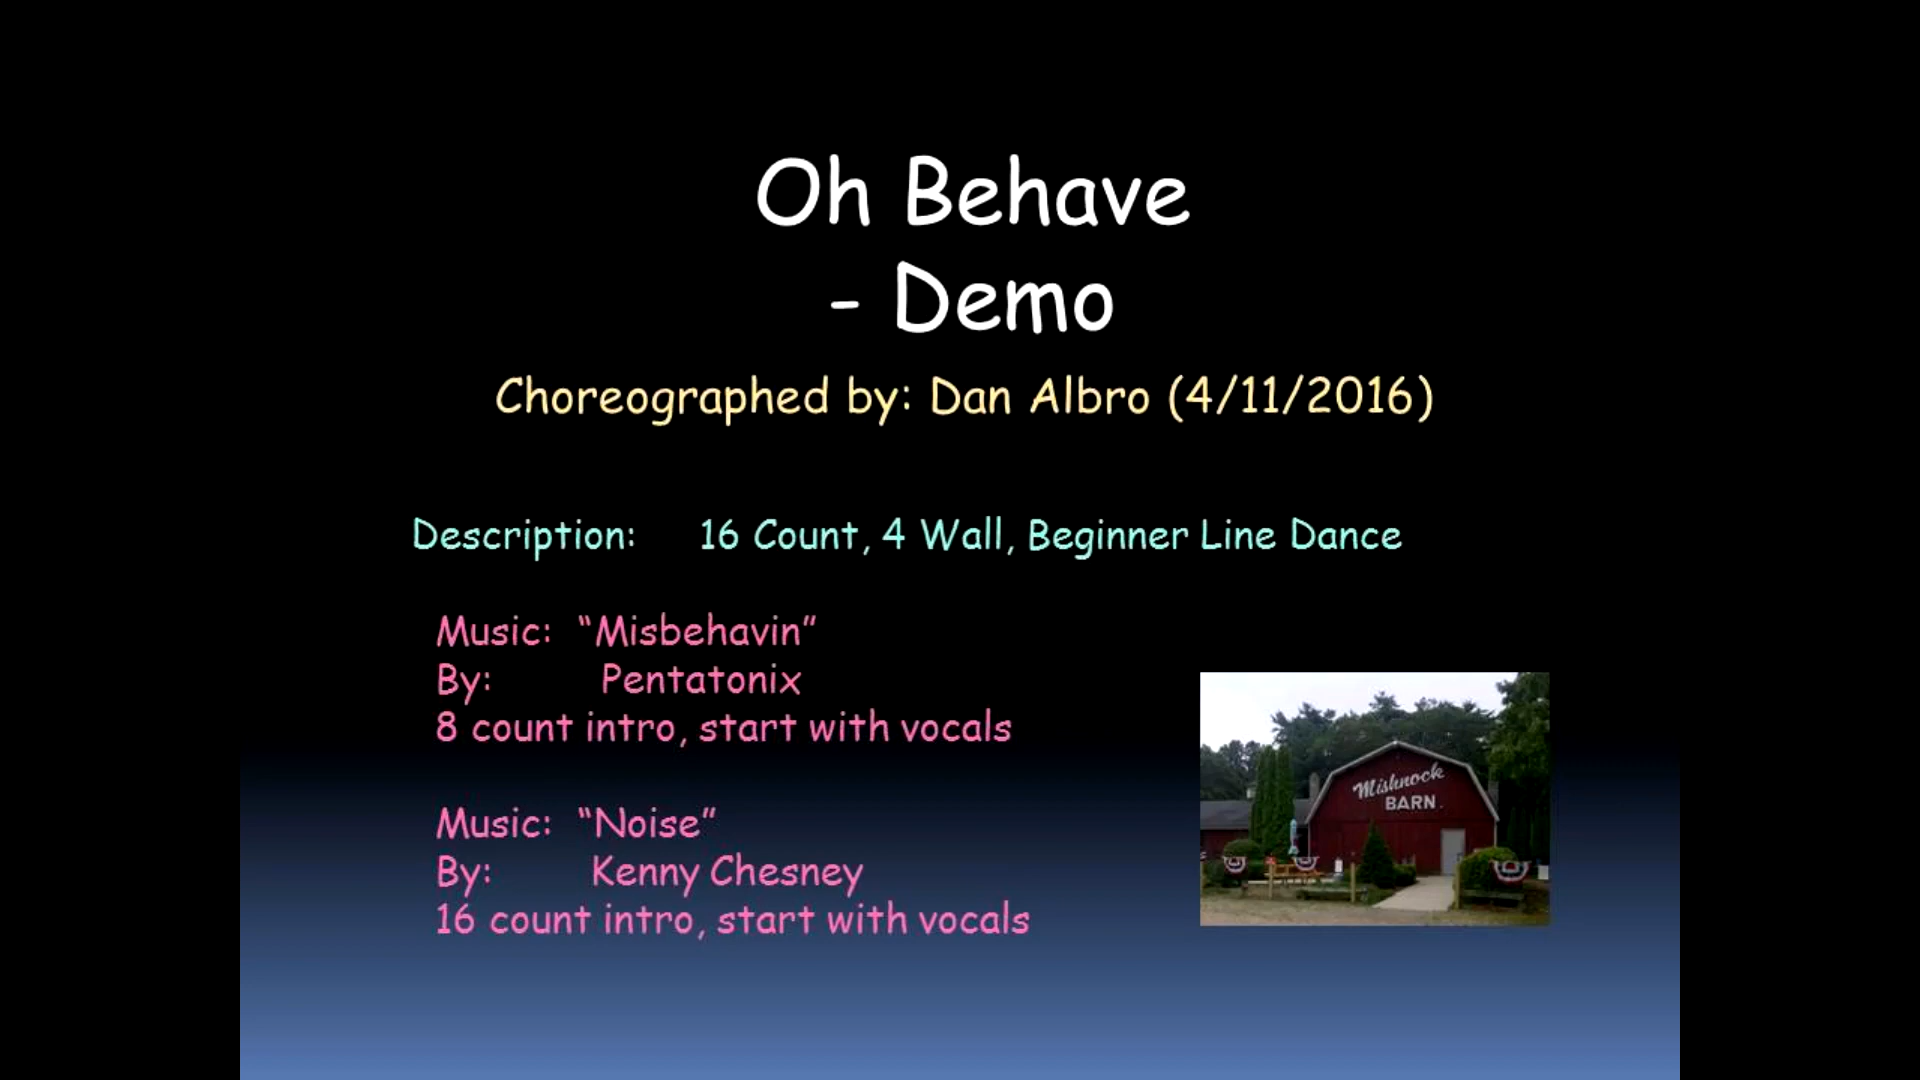 Oh Behave
- Demo
Choreographed by: Dan Albro (4/11/2016)
Description: 16 Count, 4 Wall, Beginner Line Dance
Music: “Misbehavin”
By: Pentatonix
8 count intro, start with vocals
Music: “Noise”
By: Kenny Chesney
16 count intro, start with vocals
Mishnock
BARN